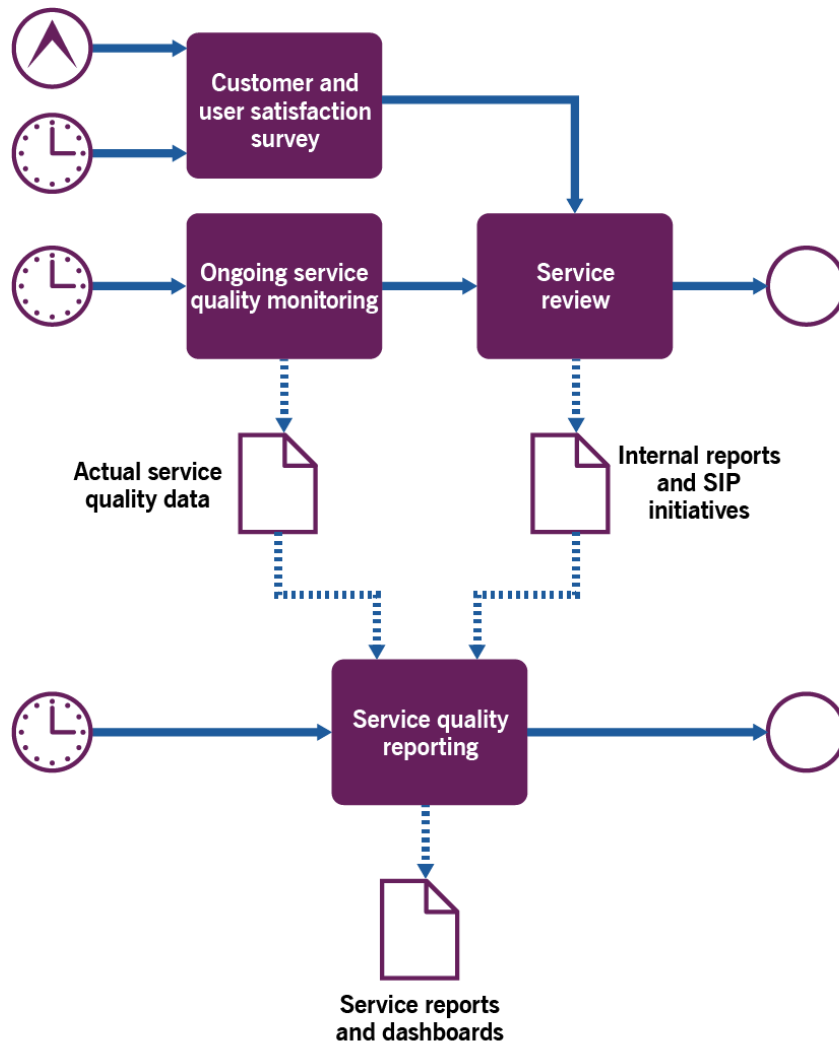 Customer and
user satisfaction
survey
Ongoing service
quality monitoring
Service
review
Actual service
quality data
Internal reports
and SIP
initiatives
Service quality
reporting
Service reports
and dashboards